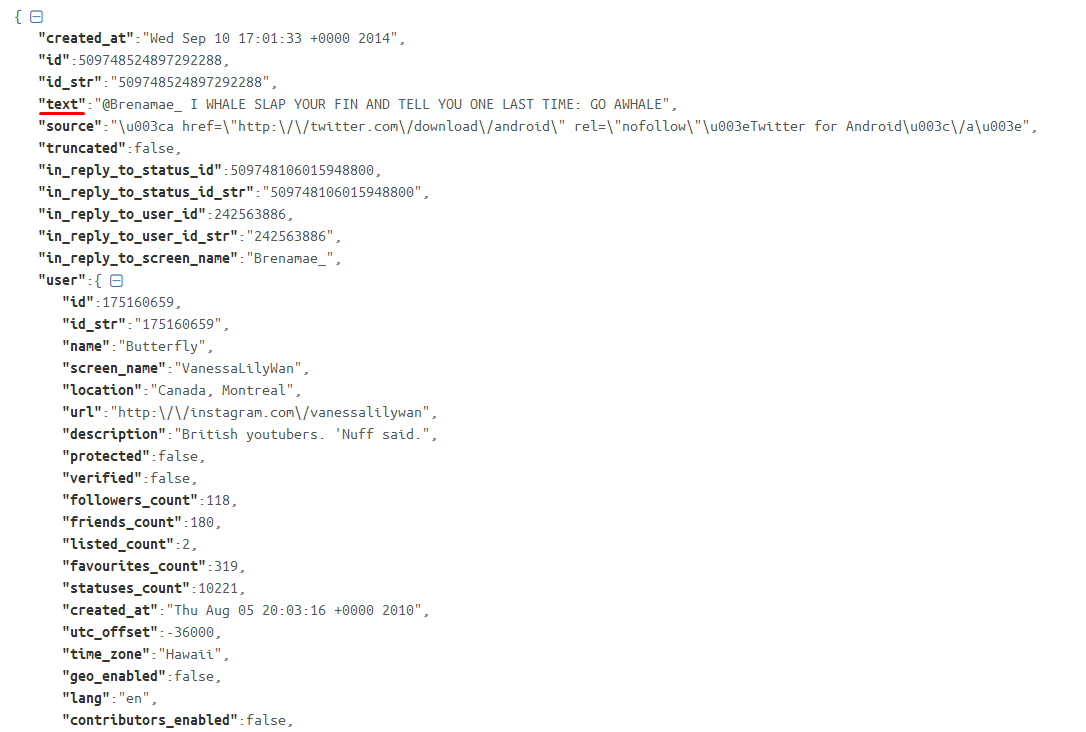 {
"created_at":"Wed Sep 10 17:01:33 +0000 2014",
"id":509748524897292288,
"id_str":"509748524897292288",
"text":"@Brenamae_ I WHALE SLAP YOUR FIN AND TELL YOU ONE LAST TIME: GO AWHALE",
"source":"\u003ca href=\"http:\/\/twitter.com\/download\/android\" rel=\"nofollow\"\u003eTwitter for Android\u003c\/a\u003e",
"truncated":false,
"in_reply_to_status_id":509748106015948800,
"in_reply_to_status_id_str":"509748106015948800",
"in_reply_to_user_id":242563886,
"in_reply_to_user_id_str":"242563886",
"in_reply_to_screen_name":"Brenamae_",
"user":{
"id":175160659,
"id_str":"175160659",
"name":"Butterfly",
"screen_name":"VanessaLilyWan",
"location":"Canada, Montreal",
"url":"http:\/\/instagram.com\/vanessalilywan",
"description":"British youtubers. 'Nuff said.",
"protected":false,
"verified":false,
"followers_count":118,
"friends_count":180,
"listed_count":2,
"favourites_count":319,
"statuses_count":10221,
"created_at":"Thu Aug 05 20:03:16 +0000 2010",
"utc_offset":-36000,
"time_zone":"Hawaii",
"geo_enabled":false,
"lang":"en",
"contributors_enabled":false,